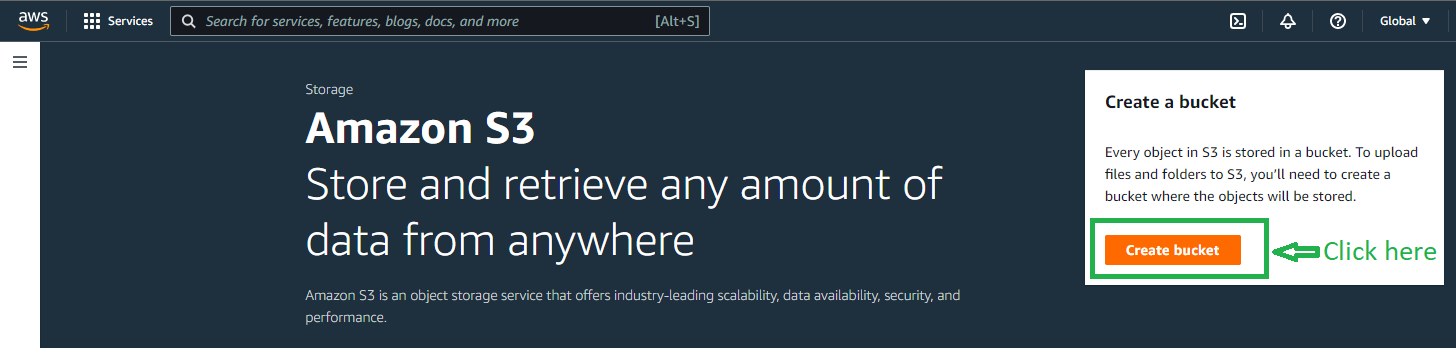 aws
Services
Search for services, features, blogs, docs, and more
[Alt+S]
Global
Storage
Amazon S3
Store and retrieve any amount of
data from anywhere
Amazon S3 is an object storage service that offers industry-leading scalability, data availability, security, and
performance.
Create a bucket
Every object in S3 is stored in a bucket. To upload
files and folders to S3, you'll need to create a
bucket where the objects will be stored.
Create bucket
Click here